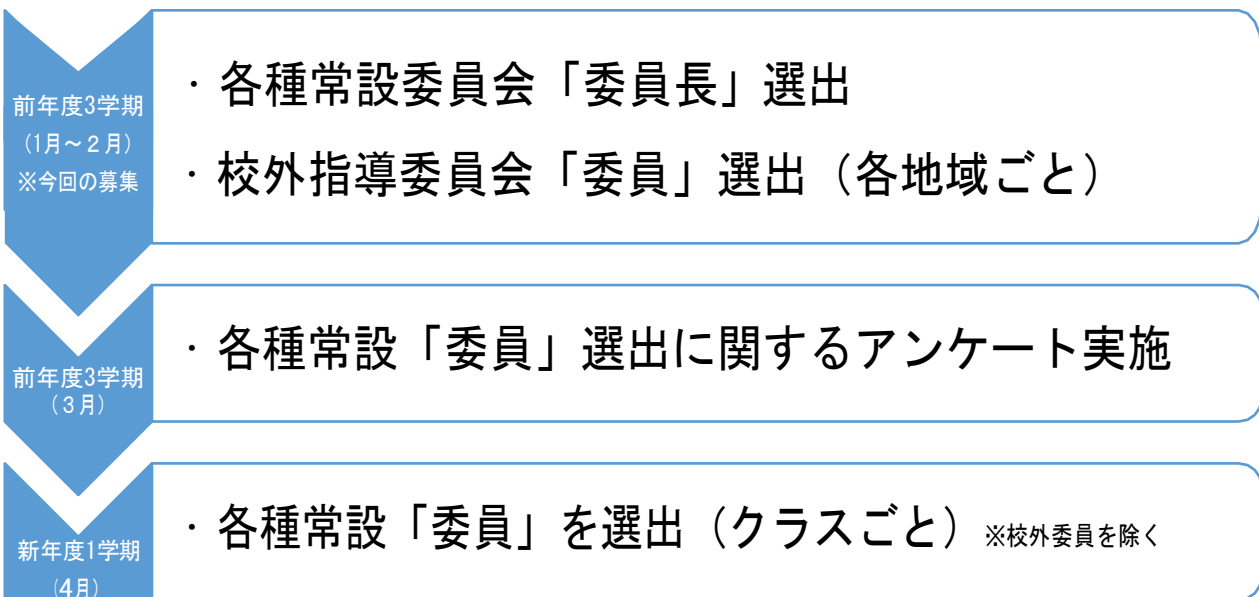 前年度3学期
（1月～２月）
※今回の募集
・各種常設委員会「委員長」選出
・校外指導委員会「委員」選出（各地域ごと）
前年度3学期
（３月）
・各種常設「委員」選出に関するアンケート実施
新年度1学期
（4月）
・各種常設「委員」を選出（クラスごと）※校外委員を除く